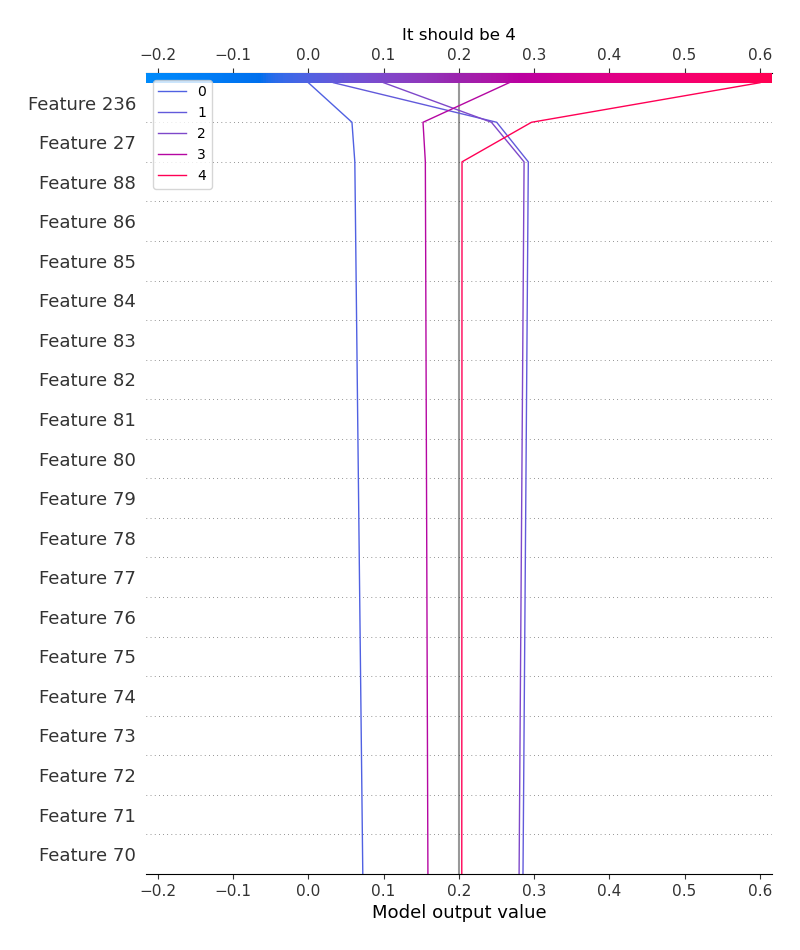 It should be 4
−0.2 −0.1 0.0 0.1 0.2 0.3 0.4 0.5 0.6
0
1
2
3
4
Feature 236
Feature 27
Feature 88
Feature 86
Feature 85
Feature 84
Feature 83
Feature 82
Feature 81
Feature 80
Feature 79
Feature 78
Feature 77
Feature 76
Feature 75
Feature 74
Feature 73
Feature 72
Feature 71
Feature 70
−0.2 −0.1 0.0 0.1 0.2 0.3 0.4 0.5 0.6
Model output value